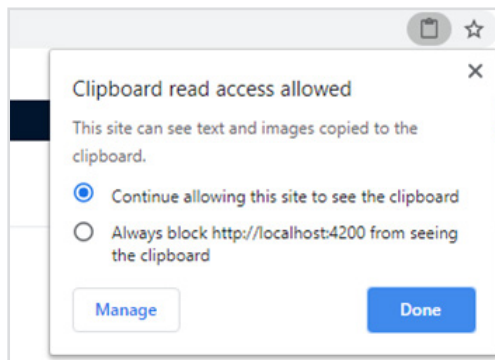 Clipboard read access allowed
This site can see text and images copied to the
clipboard.
Continue allowing this site to see the clipboard
Always block http://localhost:4200 from seeing
the clipboard
Manage
Done